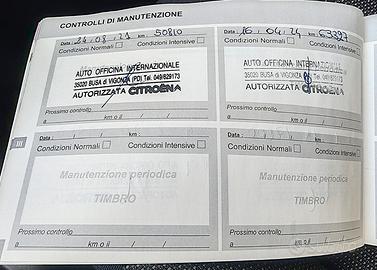 CONTROLLI DI MANUTENZIONE
Data: 24.08.21 km: 50810
Condizioni Normali Condizioni Intensive
AUTO OFFICINA INTERNAZIONALE
35020 BUSA di VIGONZA (PD) Tel. 049/629173
AUTORIZZATA CITROËN
Prossimo controllo
a km o il / /
Data: 16.04.24 km: 63397
Condizioni Normali Condizioni Intensive
AUTO OFFICINA INTERNAZIONALE
35020 BUSA di VIGONZA Tel. 049/629173
AUTORIZZATA CITROËN
Prossimo controllo
a km o il / /
Data: / / km:
Condizioni Normali Condizioni Intensive
Manutenzione periodica
TIMBRO
Prossimo controllo
a km o il / /
Data: km:
Condizioni Normali Condizioni Intensive
Manutenzione periodica
TIMBRO
Prossimo controllo
a km o il / /
III